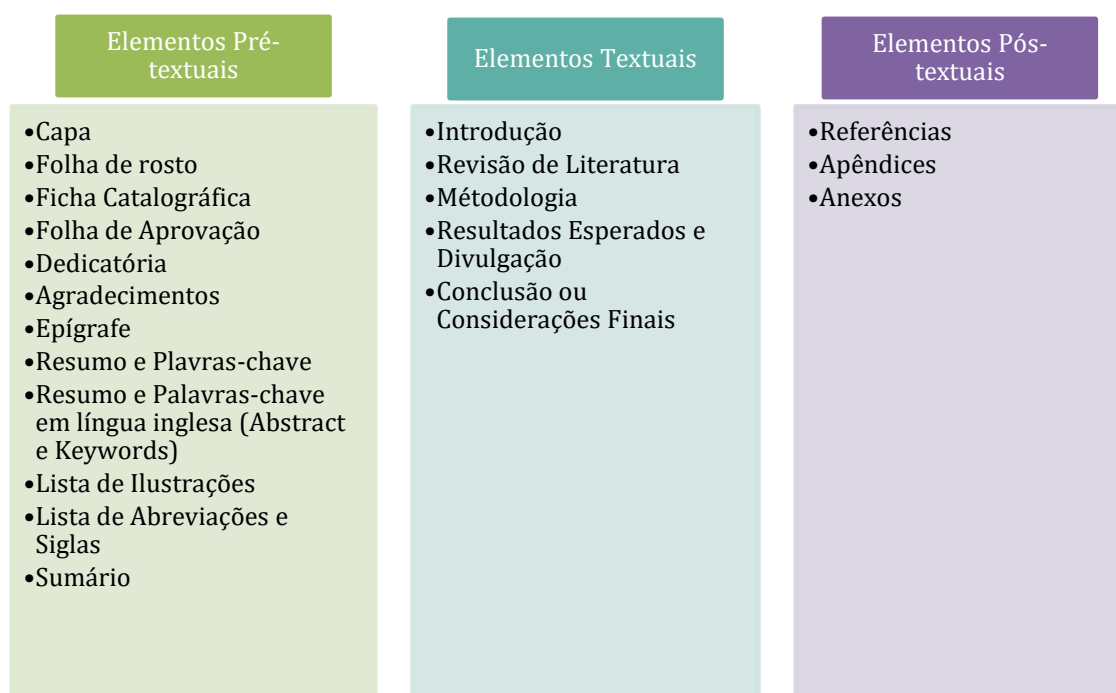 Elementos Pré-
textuais
•Capa
•Folha de rosto
•Ficha Catalográfica
•Folha de Aprovação
•Dedicatória
•Agradecimentos
•Epígrafe
•Resumo e Plavras-chave
•Resumo e Palavras-chave
em língua inglesa (Abstract
e Keywords)
•Lista de Ilustrações
•Lista de Abreviações e
Siglas
•Sumário
Elementos Textuais
•Introdução
•Revisão de Literatura
•Métodologia
•Resultados Esperados e
Divulgação
•Conclusão ou
Considerações Finais
Elementos Pós-
textuais
•Referências
•Apêndices
•Anexos